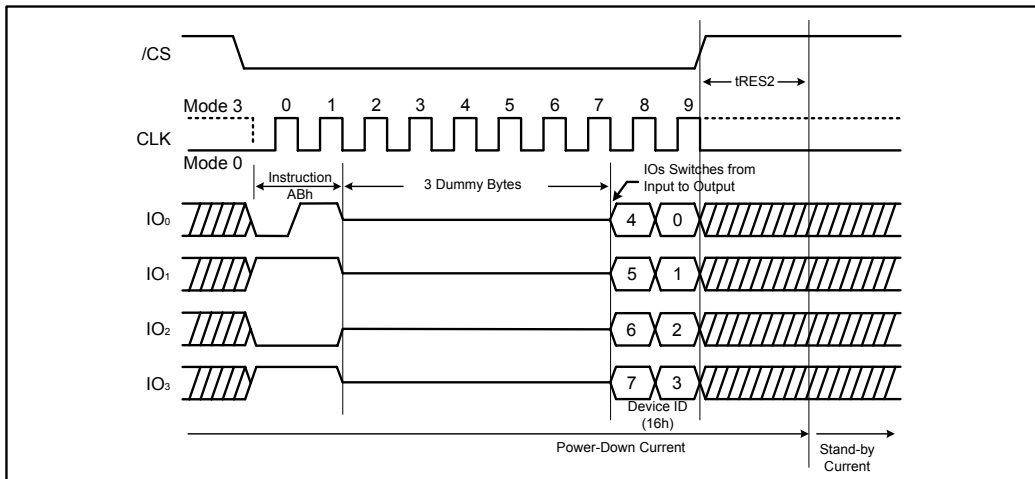 /CS
tRES2
Mode 3 0 1 2 3 4 5 6 7 8 9
CLK
Mode 0
Instruction
ABh
3 Dummy Bytes
IOs Switches from
Input to Output
IO₀ 4 0
IO₁ 5 1
IO₂ 6 2
IO₃ 7 3
Device ID
(16h)
Power-Down Current
Stand-by
Current